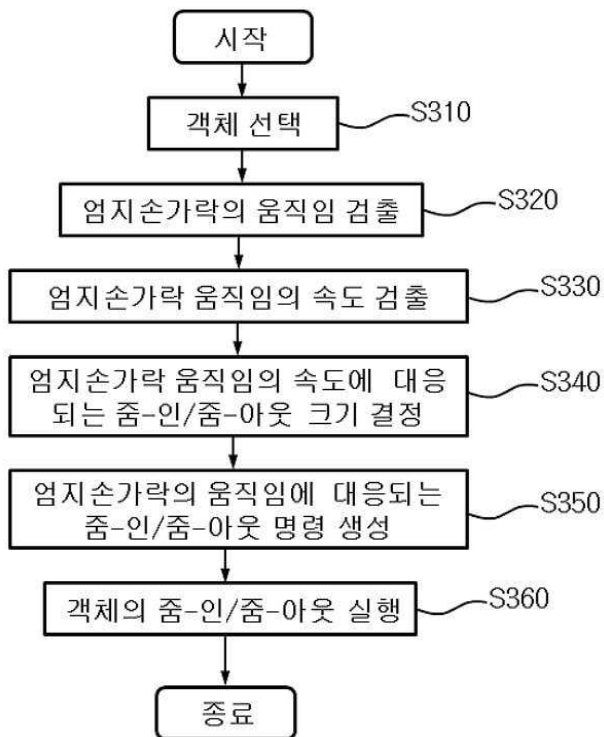 시작
객체 선택
S310
엄지손가락의 움직임 검출
S320
엄지손가락 움직임의 속도 검출
S330
엄지손가락 움직임의 속도에 대응
되는 줌-인/줌-아웃 크기 결정
S340
엄지손가락의 움직임에 대응되는
줌-인/줌-아웃 명령 생성
S350
객체의 줌-인/줌-아웃 실행
S360
종료